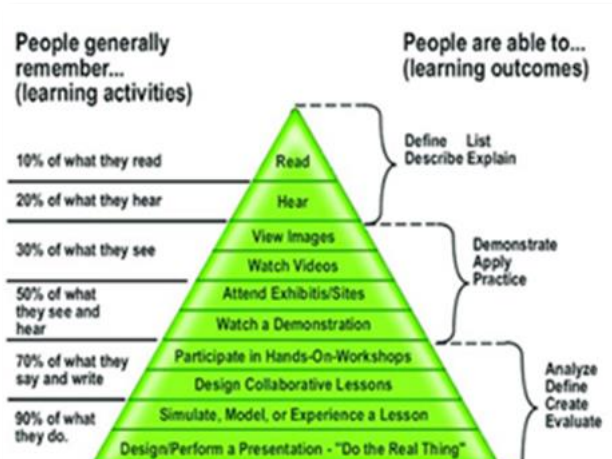 People generally
remember...
(learning activities)
People are able to...
(learning outcomes)
10% of what they read
20% of what they hear
30% of what they see
50% of what
they see and
hear
70% of what they
say and write
90% of what
they do.
Read
Hear
View Images
Watch Videos
Attend Exhibitis/Sites
Watch a Demonstration
Participate in Hands-On-Workshops
Design Collaborative Lessons
Simulate, Model, or Experience a Lesson
Design/Perform a Presentation - "Do the Real Thing"
Define List
Describe Explain
Demonstrate
Apply
Practice
Analyze
Define
Create
Evaluate